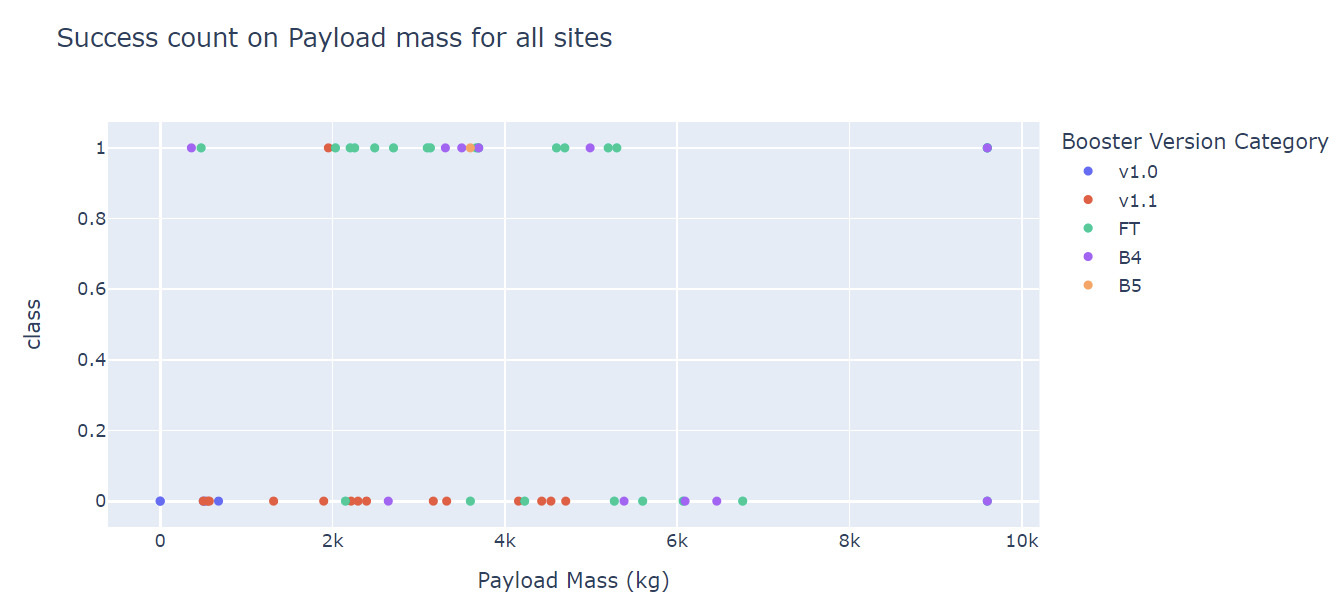 Success count on Payload mass for all sites
Booster Version Category
v1.0
v1.1
FT
B4
B5
1
0.8
0.6
0.4
0.2
0
class
0 2k 4k 6k 8k 10k
Payload Mass (kg)